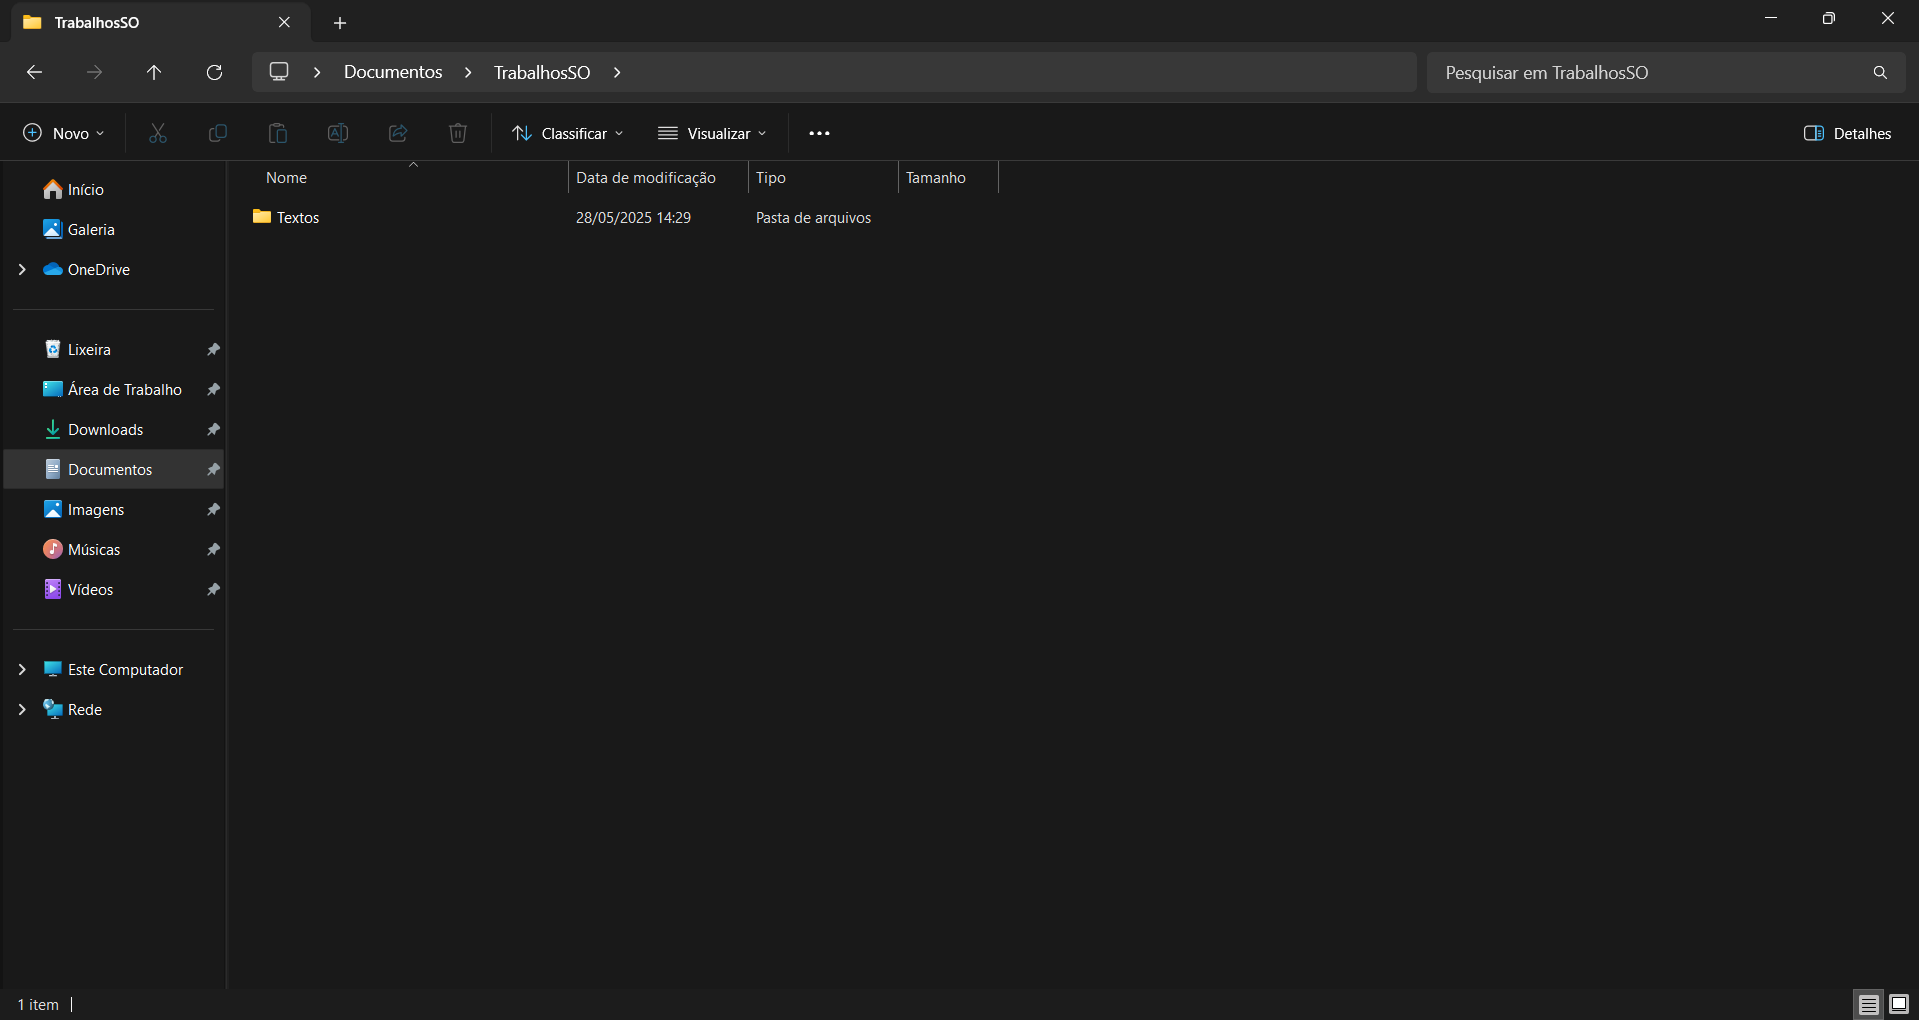 TrabalhosSO
Documentos
TrabalhosSO
Pesquisar em TrabalhosSO
Novo
Classificar
Visualizar
Detalhes
Nome
Data de modificação
Tipo
Tamanho
Textos
28/05/2025 14:29
Pasta de arquivos
Início
Galeria
OneDrive
Lixeira
Área de Trabalho
Downloads
Documentos
Imagens
Músicas
Vídeos
Este Computador
Rede
1 item